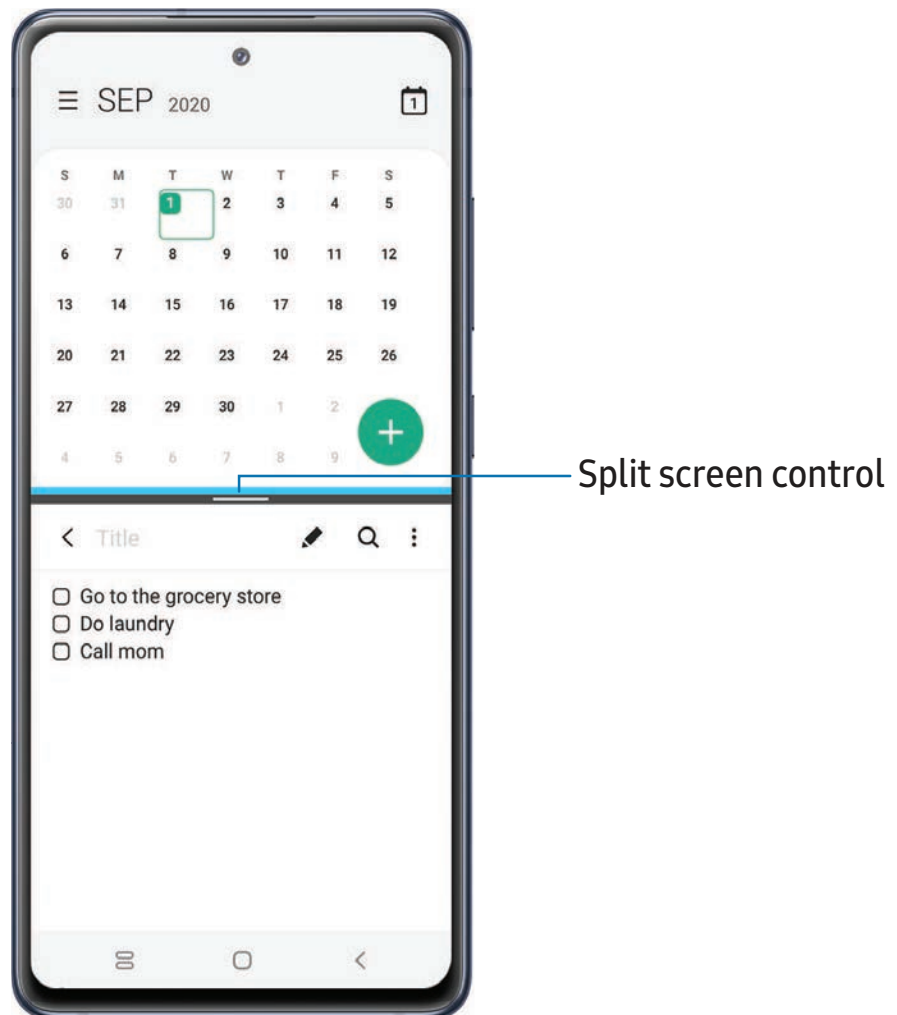 SEP 2020
1
S M T W T F S
30 31 1 2 3 4 5
6 7 8 9 10 11 12
13 14 15 16 17 18 19
20 21 22 23 24 25 26
27 28 29 30 1 2
4 5 6 7 8 9
Split screen control
Title
Go to the grocery store
Do laundry
Call mom